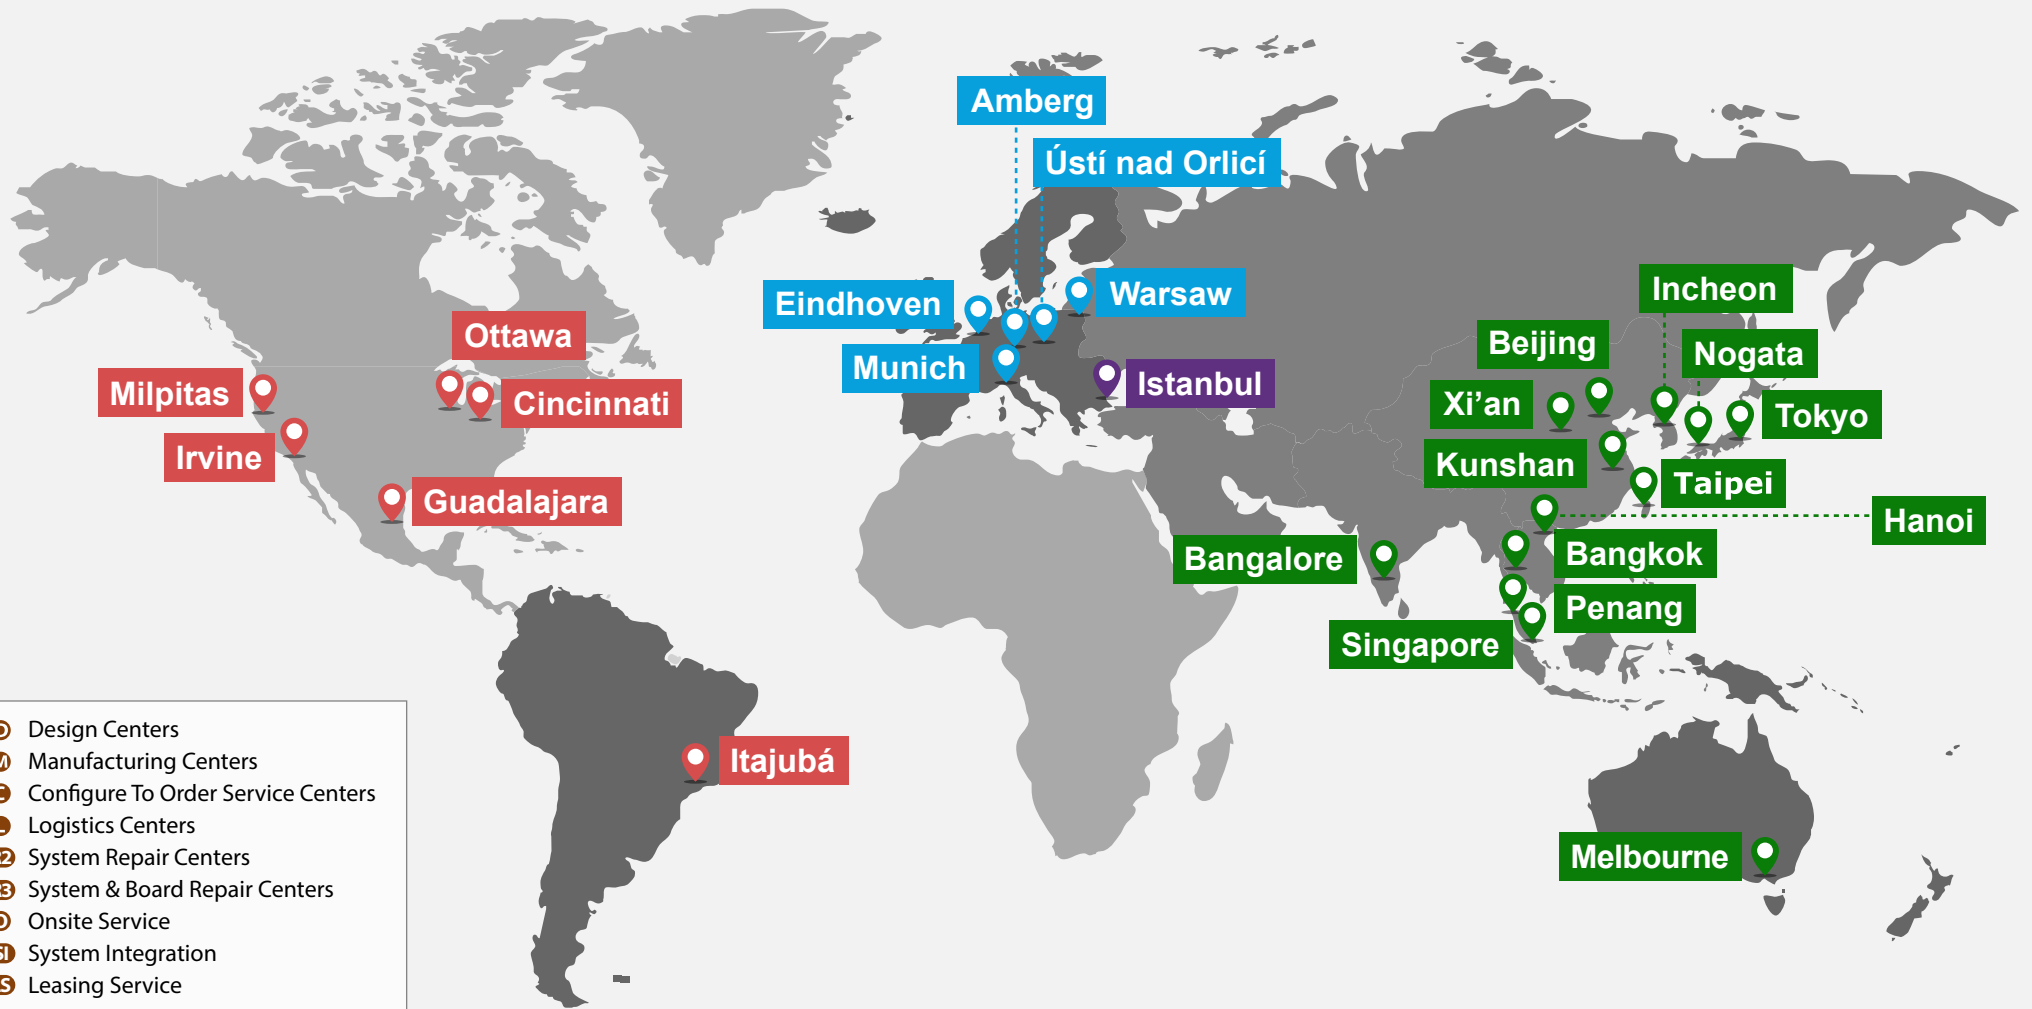 Amberg
Ústí nad Orlicí
Eindhoven
Warsaw
Munich
Istanbul
Ottawa
Milpitas
Cincinnati
Irvine
Guadalajara
Itajubá
Incheon
Beijing
Nogata
Xi’an
Tokyo
Kunshan
Taipei
Hanoi
Bangalore
Bangkok
Penang
Singapore
Melbourne
Design Centers
Manufacturing Centers
Configure To Order Service Centers
Logistics Centers
System Repair Centers
System & Board Repair Centers
Onsite Service
System Integration
Leasing Service